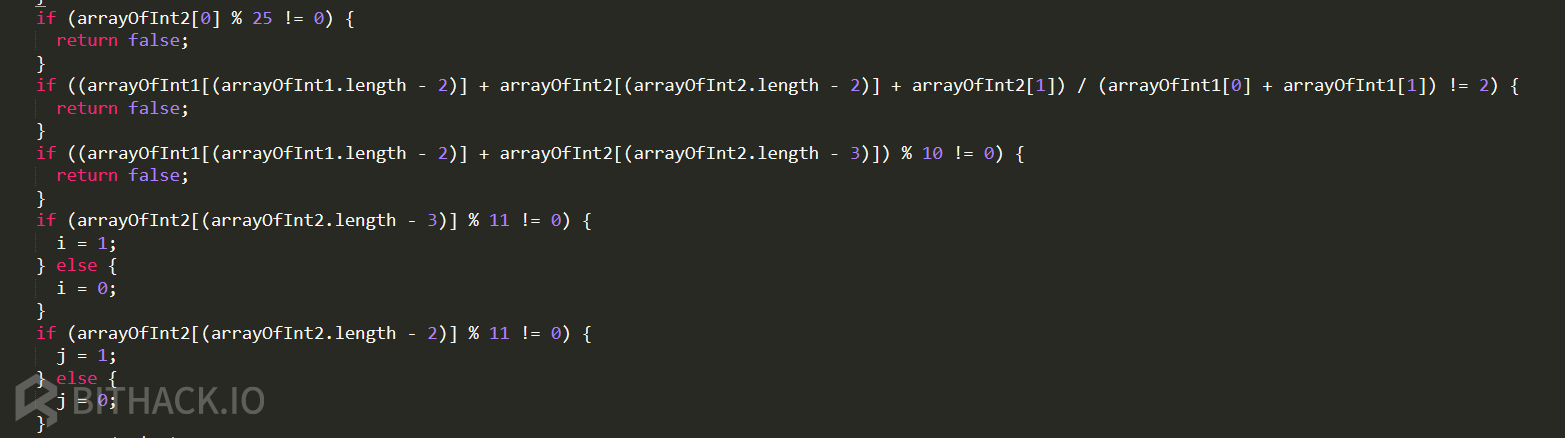 if (arrayOfInt2[0] % 25 != 0) {
  return false;
}
if ((arrayOfInt1[(arrayOfInt1.length - 2)] + arrayOfInt2[(arrayOfInt2.length - 2)] + arrayOfInt2[1]) / (arrayOfInt1[0] + arrayOfInt1[1]) != 2) {
  return false;
}
if ((arrayOfInt1[(arrayOfInt1.length - 2)] + arrayOfInt2[(arrayOfInt2.length - 3)]) % 10 != 0) {
  return false;
}
if (arrayOfInt2[(arrayOfInt2.length - 3)] % 11 != 0) {
  i = 1;
} else {
  i = 0;
}
if (arrayOfInt2[(arrayOfInt2.length - 2)] % 11 != 0) {
  j = 1;
} else {
  j = 0;
}
BITHACK.IO